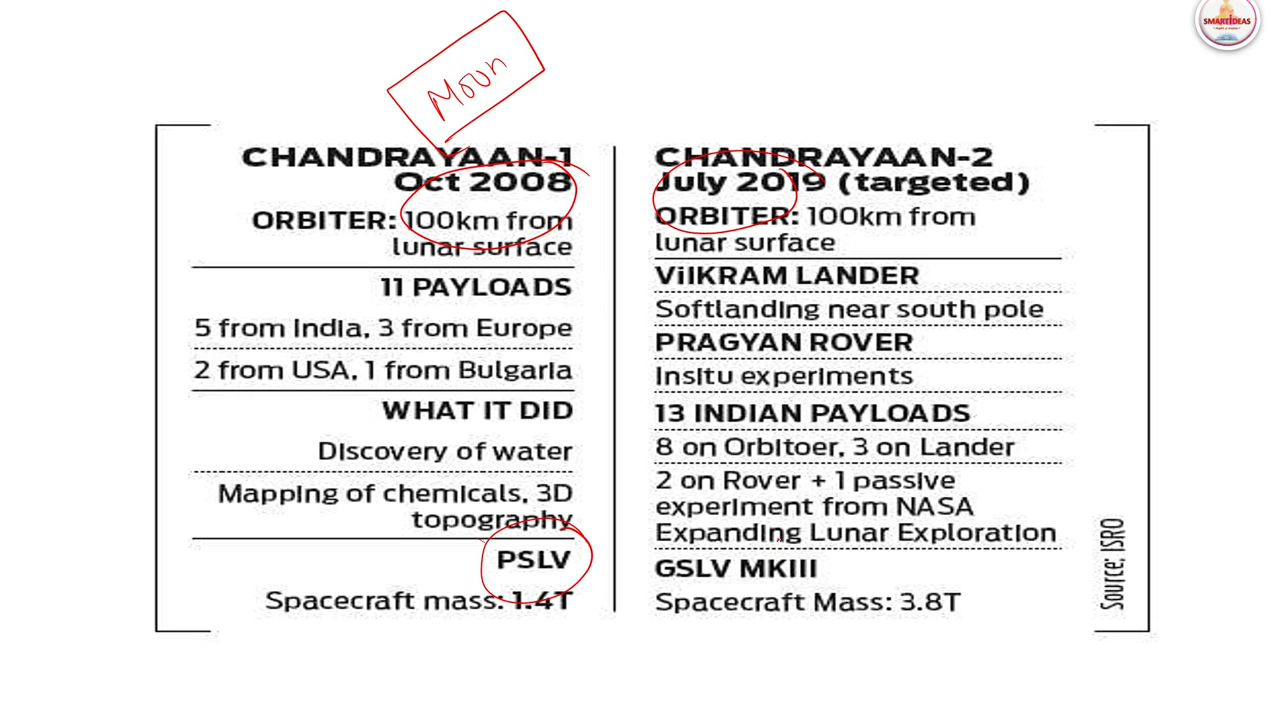 SMARTIDEAS
Moon
CHANDRAYAAN-1
Oct 2008
ORBITER: 100km from
lunar surface
11 PAYLOADS
5 from India, 3 from Europe
2 from USA, 1 from Bulgaria
WHAT IT DID
Discovery of water
Mapping of chemicals, 3D
topography
PSLV
Spacecraft mass: 1.4T
CHANDRAYAAN-2
July 2019 (targeted)
ORBITER: 100km from
lunar surface
ViIKRAM LANDER
Softlanding near south pole
PRAGYAN ROVER
Insitu experiments
13 INDIAN PAYLOADS
8 on Orbitoer, 3 on Lander
2 on Rover + 1 passive
experiment from NASA
Expanding Lunar Exploration
GSLV MKIII
Spacecraft Mass: 3.8T
Source: ISRO